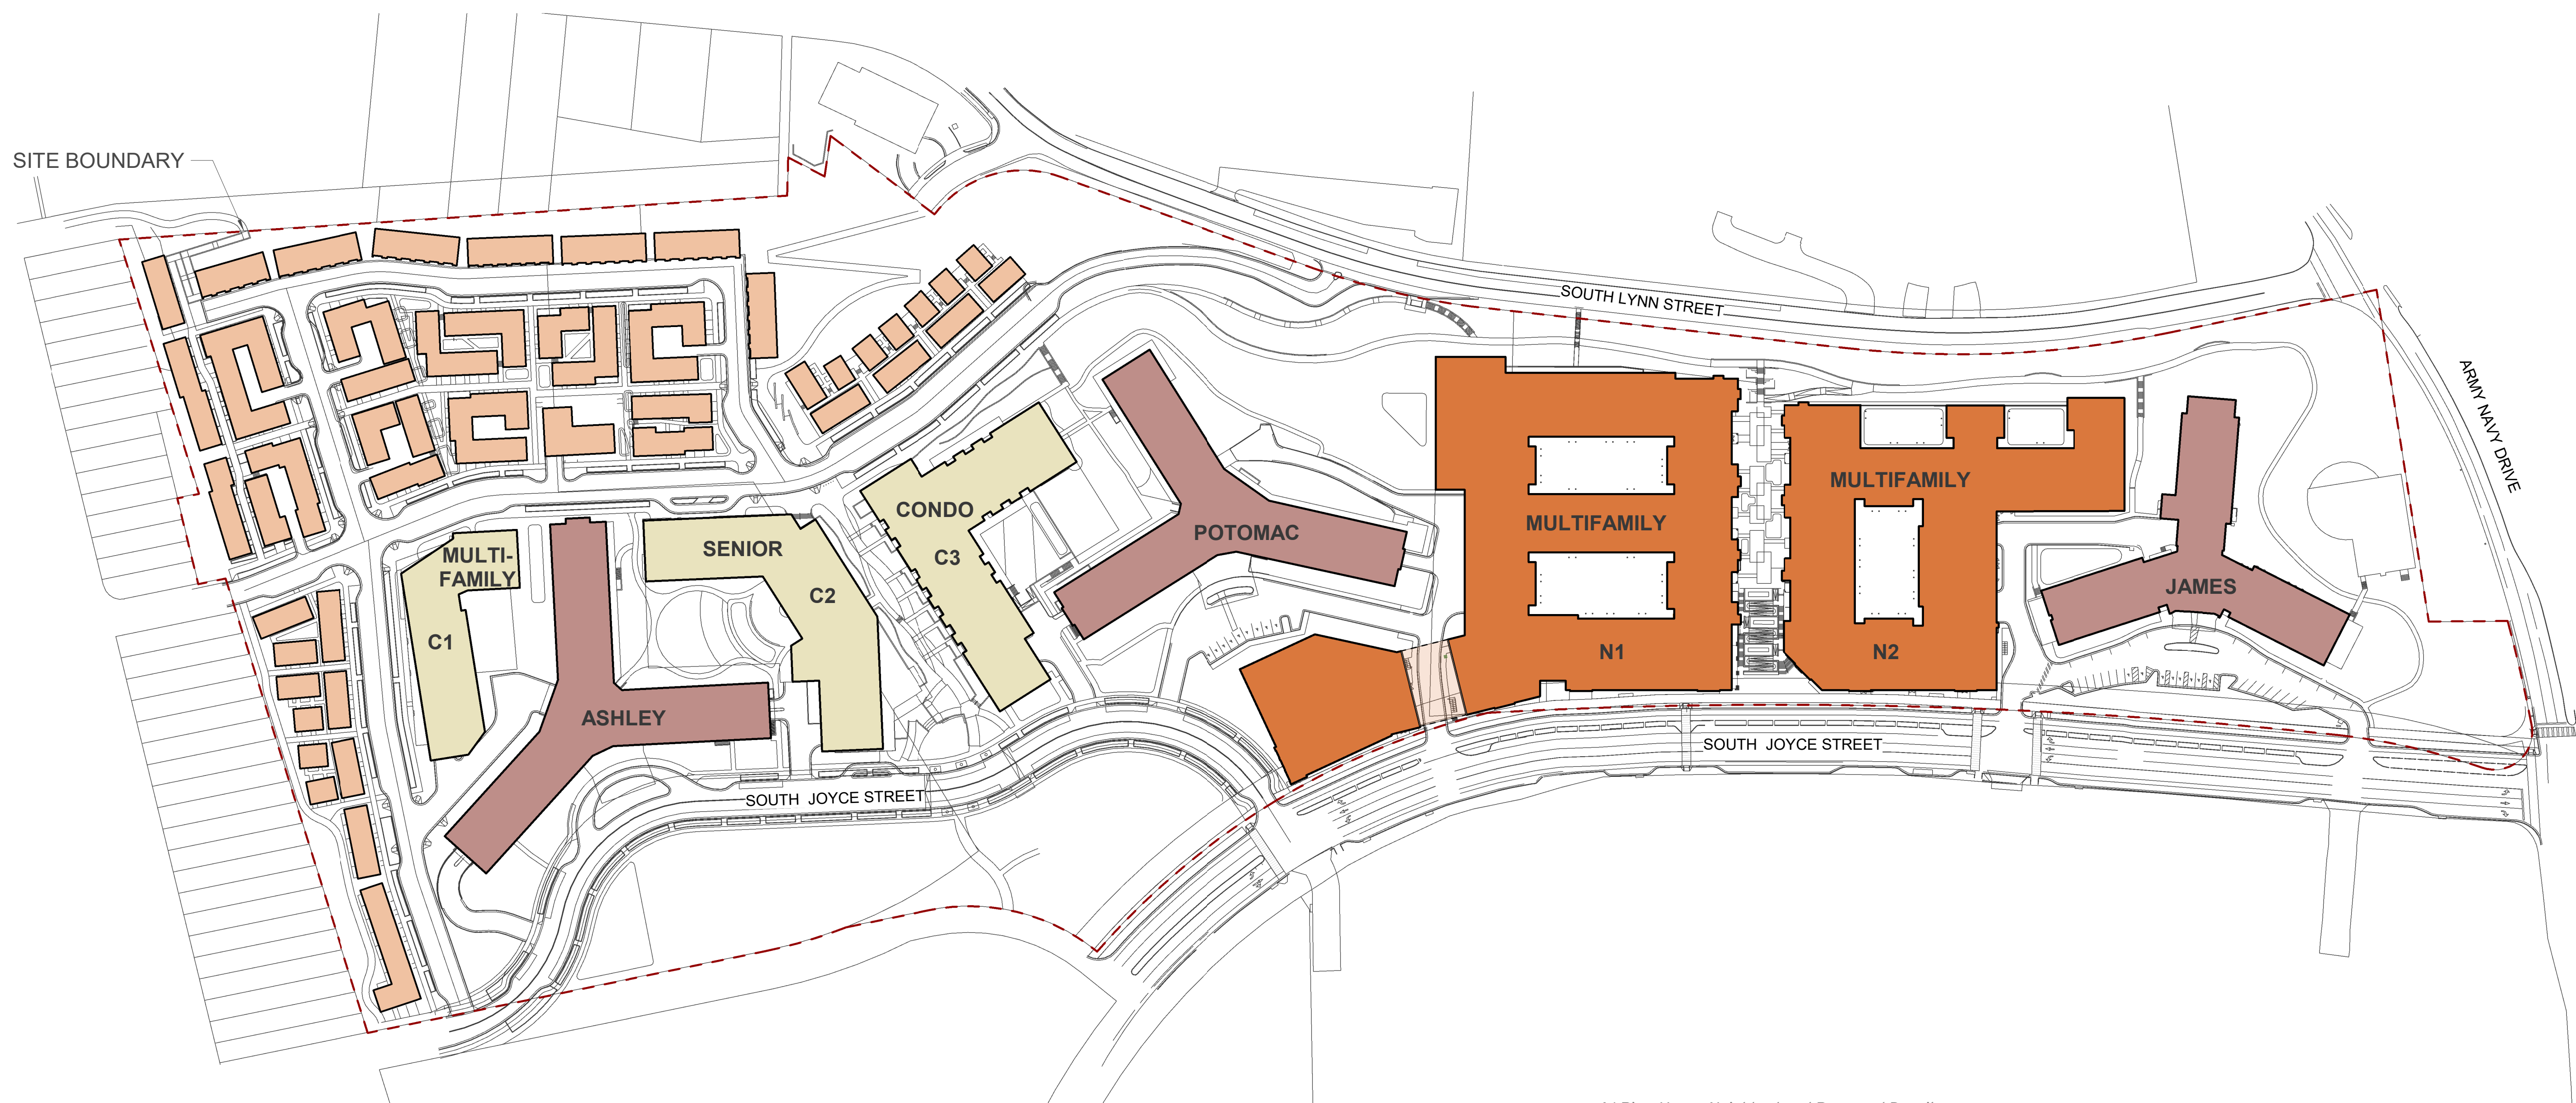 SITE BOUNDARY
SOUTH LYNN STREET
ARMY NAVY DRIVE
MULTIFAMILY
CONDO
MULTIFAMILY
POTOMAC
MULTI-
FAMILY
SENIOR
C3
JAMES
C2
C1
N1
N2
ASHLEY
SOUTH JOYCE STREET
SOUTH JOYCE STREET